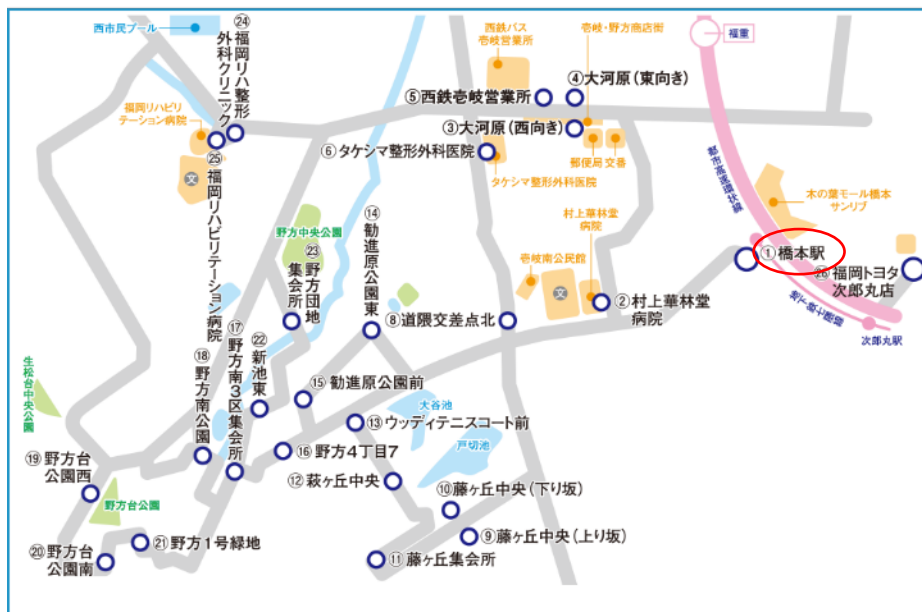 西市民プール
㉔福岡リハ整形
外科クリニック
西鉄バス
壱岐営業所
壱岐・野方商店街
福重
④大河原(東向き)
⑤西鉄壱岐営業所
福岡リハビリ
テーション病院
③大河原(西向き)
⑥タケシマ整形外科医院
郵便局
交番
タケシマ整形外科医院
都市高速環状線
文
㉕福岡リハビリテーション病院
木の葉モール橋本
サンリブ
⑭勧進原公園東
村上華林堂
病院
野方中央公園
㉓野方団地
集会所
①橋本駅
壱岐南公民館
㉖福岡トヨタ
次郎丸店
文
②村上華林堂
病院
⑧道隈交差点北
地下鉄七隈線
次郎丸駅
⑰野方南3区集会所
㉒新池東
⑱野方南公園
生松台中央公園
⑮勧進原公園前
大谷池
⑬ウッディテニスコート前
戸切池
⑯野方4丁目7
⑲野方台
公園西
⑫萩ヶ丘中央
⑩藤ヶ丘中央(下り坂)
野方台公園
⑨藤ヶ丘中央(上り坂)
㉑野方1号緑地
⑳野方台
公園南
⑪藤ヶ丘集会所